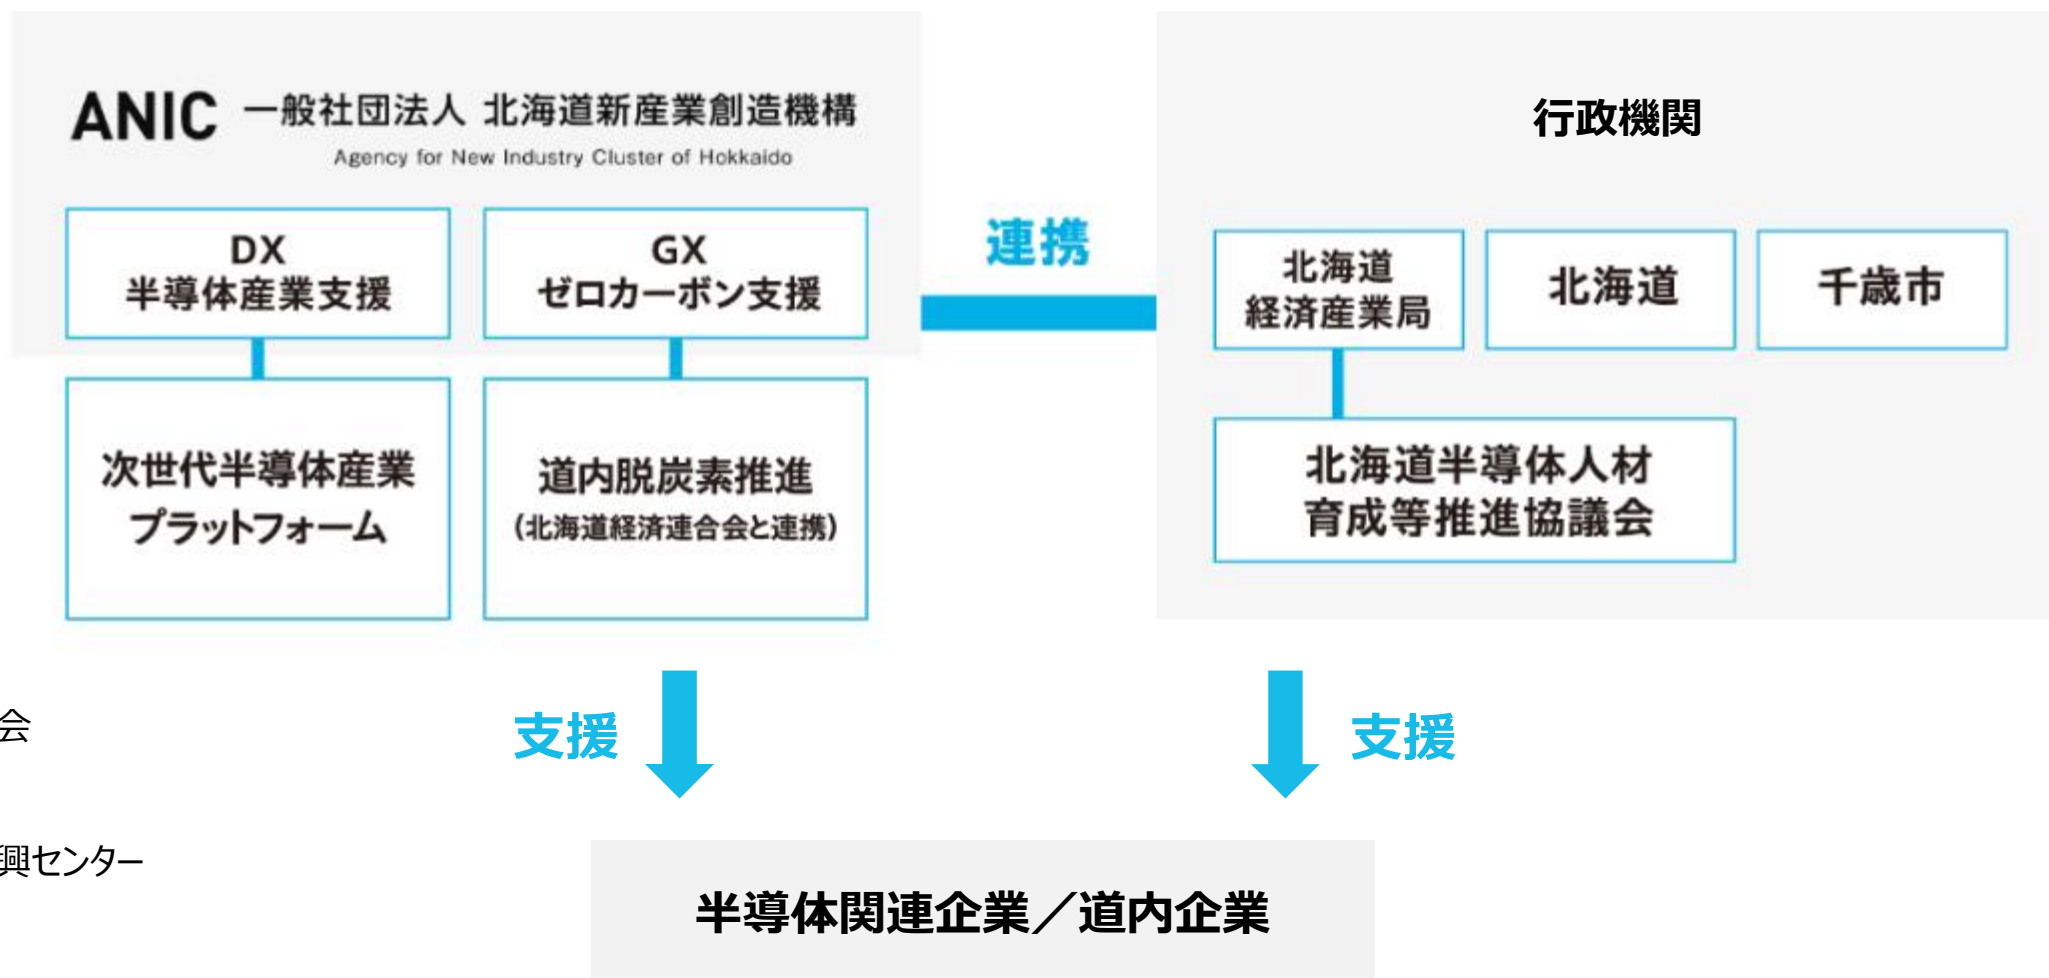 ANIC 一般社団法人 北海道新産業創造機構
Agency for New Industry Cluster of Hokkaido
DX
半導体産業支援
GX
ゼロカーボン支援
次世代半導体産業
プラットフォーム
道内脱炭素推進
(北海道経済連合会と連携)
連携
行政機関
北海道
経済産業局
北海道
千歳市
北海道半導体人材
育成等推進協議会
会
支援
支援
興センター
半導体関連企業／道内企業